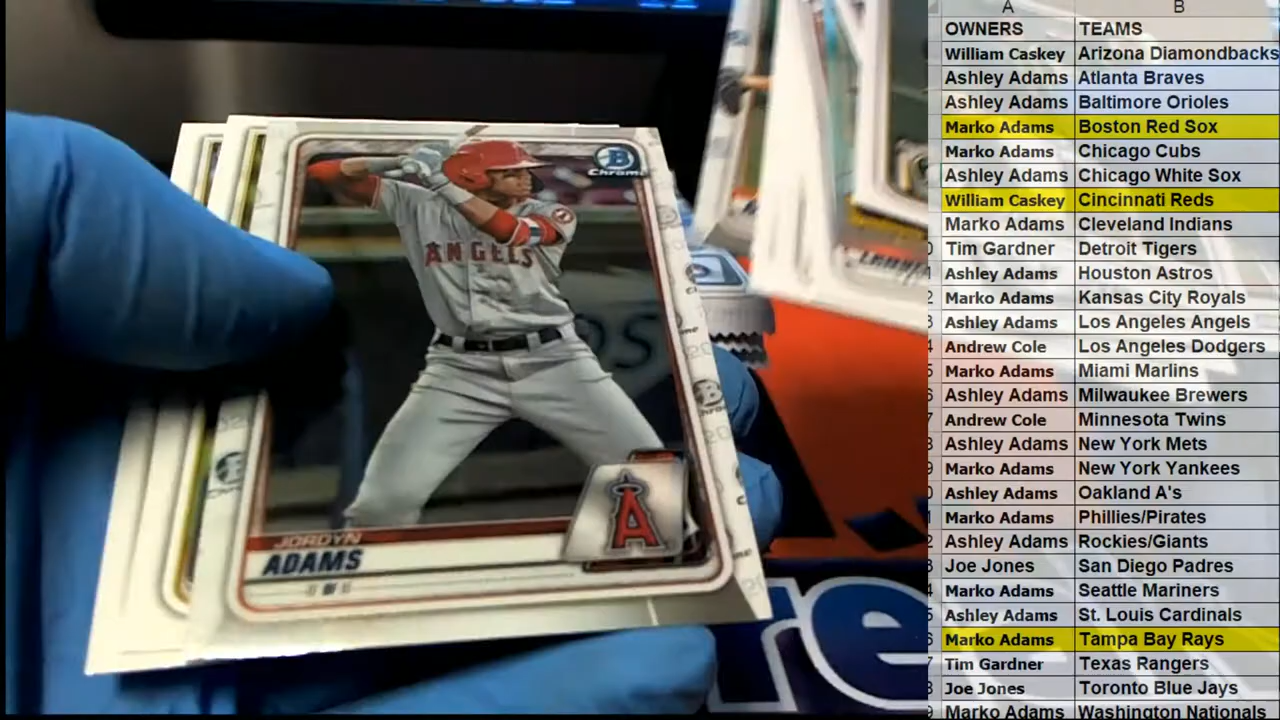 B
Chrome
ANGELS
A
JORDYN
ADAMS
OF
re
A B
OWNERS TEAMS
William Caskey Arizona Diamondbacks
Ashley Adams Atlanta Braves
Ashley Adams Baltimore Orioles
Marko Adams Boston Red Sox
Marko Adams Chicago Cubs
Ashley Adams Chicago White Sox
William Caskey Cincinnati Reds
Marko Adams Cleveland Indians
Tim Gardner Detroit Tigers
Ashley Adams Houston Astros
Marko Adams Kansas City Royals
Ashley Adams Los Angeles Angels
Andrew Cole Los Angeles Dodgers
Marko Adams Miami Marlins
Ashley Adams Milwaukee Brewers
Andrew Cole Minnesota Twins
Ashley Adams New York Mets
Marko Adams New York Yankees
Ashley Adams Oakland A's
Marko Adams Phillies/Pirates
Ashley Adams Rockies/Giants
Joe Jones San Diego Padres
Marko Adams Seattle Mariners
Ashley Adams St. Louis Cardinals
Marko Adams Tampa Bay Rays
Tim Gardner Texas Rangers
Joe Jones Toronto Blue Jays
Marko Adams Washington Nationals